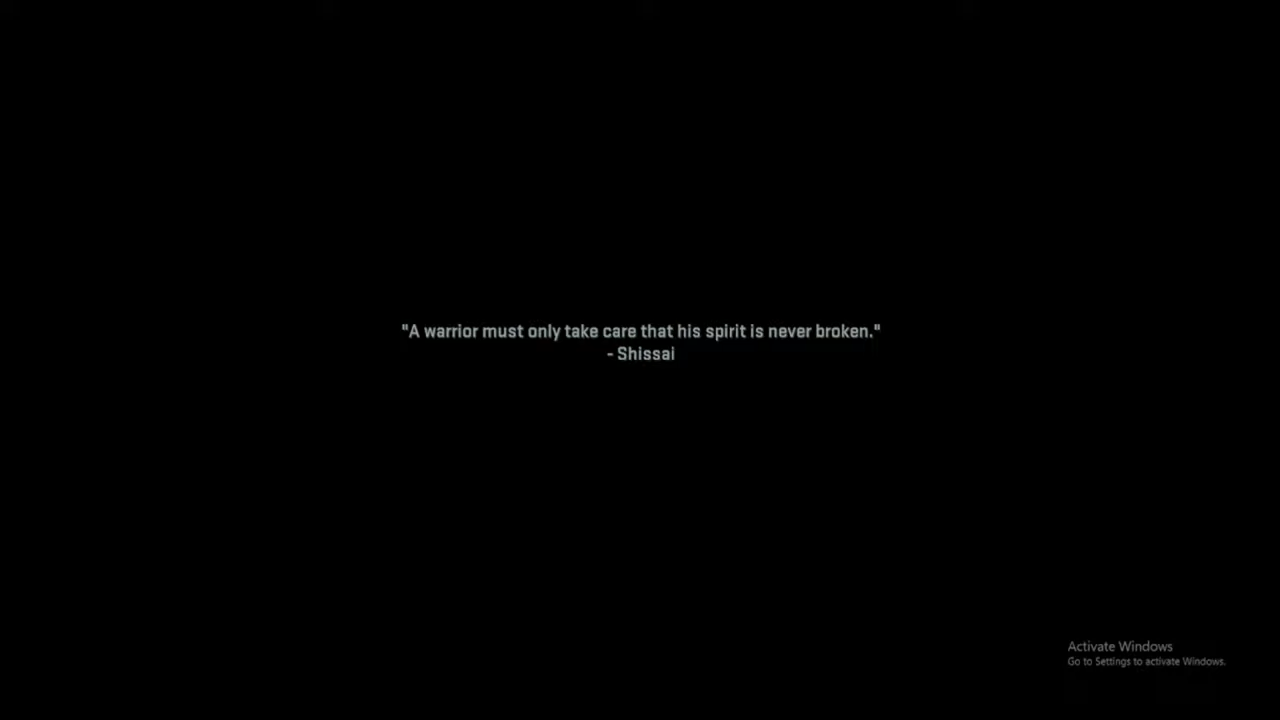 "A warrior must only take care that his spirit is never broken."
- Shissai
Activate Windows
Go to Settings to activate Windows.